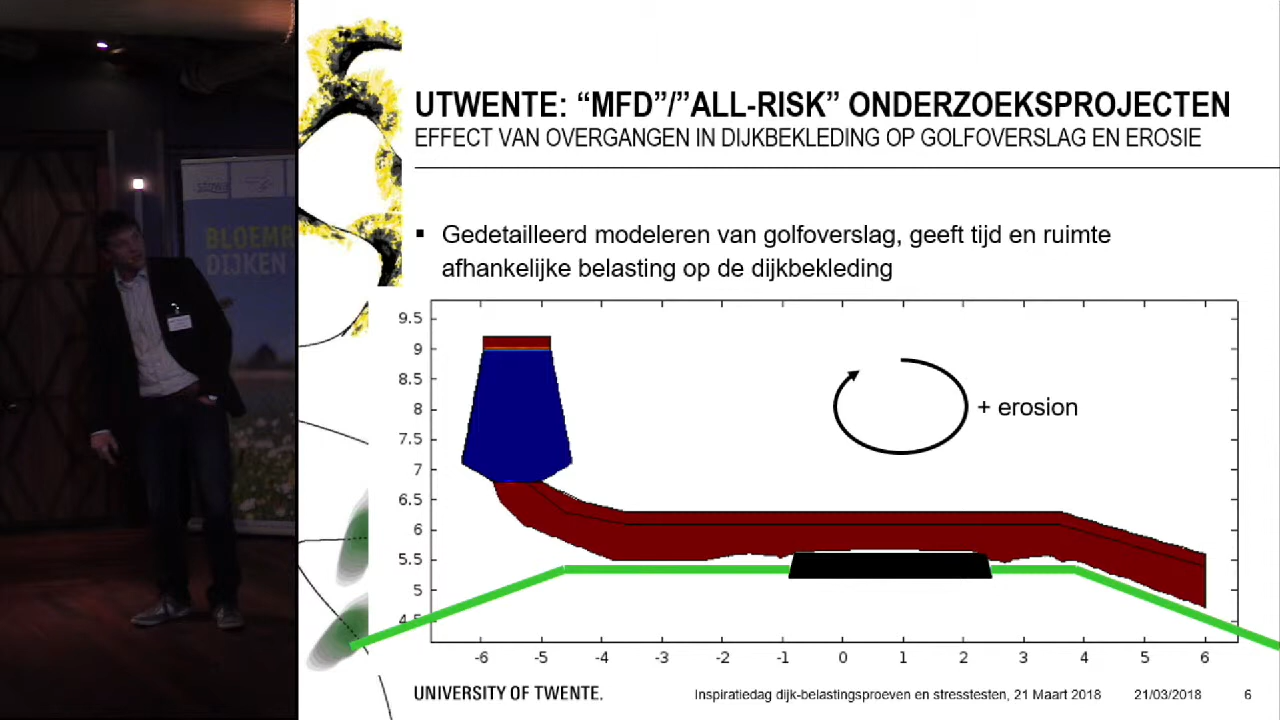 UTWENTE: “MFD”/”ALL-RISK” ONDERZOEKSPROJECTEN
EFFECT VAN OVERGANGEN IN DIJKBEKLEDING OP GOLFOVERSLAG EN EROSIE
▪ Gedetailleerd modeleren van golfoverslag, geeft tijd en ruimte
afhankelijke belasting op de dijkbekleding
9.5
9
8.5
8
7.5
7
6.5
6
5.5
5
4.5
+ erosion
-6 -5 -4 -3 -2 -1 0 1 2 3 4 5 6
UNIVERSITY OF TWENTE.
Inspiratiedag dijk-belastingsproeven en stresstesten, 21 Maart 2018 21/03/2018 6
BLOEMR
DIJKEN